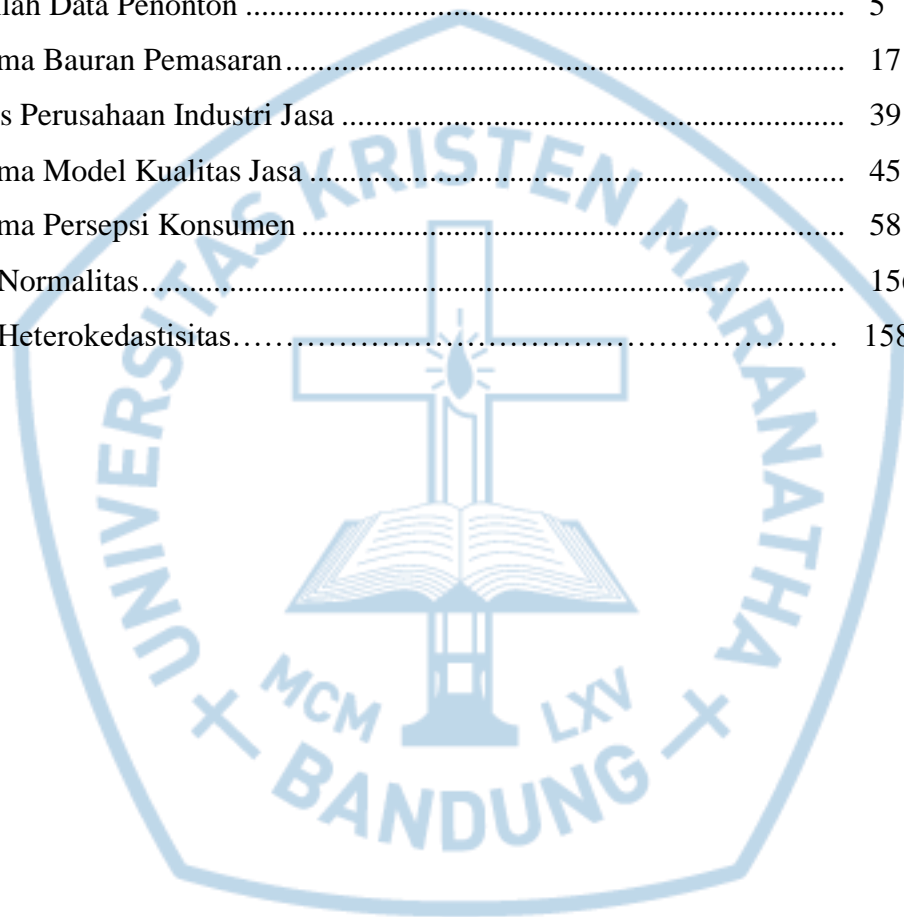 lah Data Penonton ........................................................................... 5
ma Bauran Pemasaran ...................................................................... 17
s Perusahaan Industri Jasa ............................................................... 39
ma Model Kualitas Jasa ................................................................... 45
ma Persepsi Konsumen .................................................................... 58
Normalitas ........................................................................................ 156
Heterokedastisitas…………………………………………………… 158
UNIVERSITAS KRISTEN MARANATHA
MCM LXV
BANDUNG